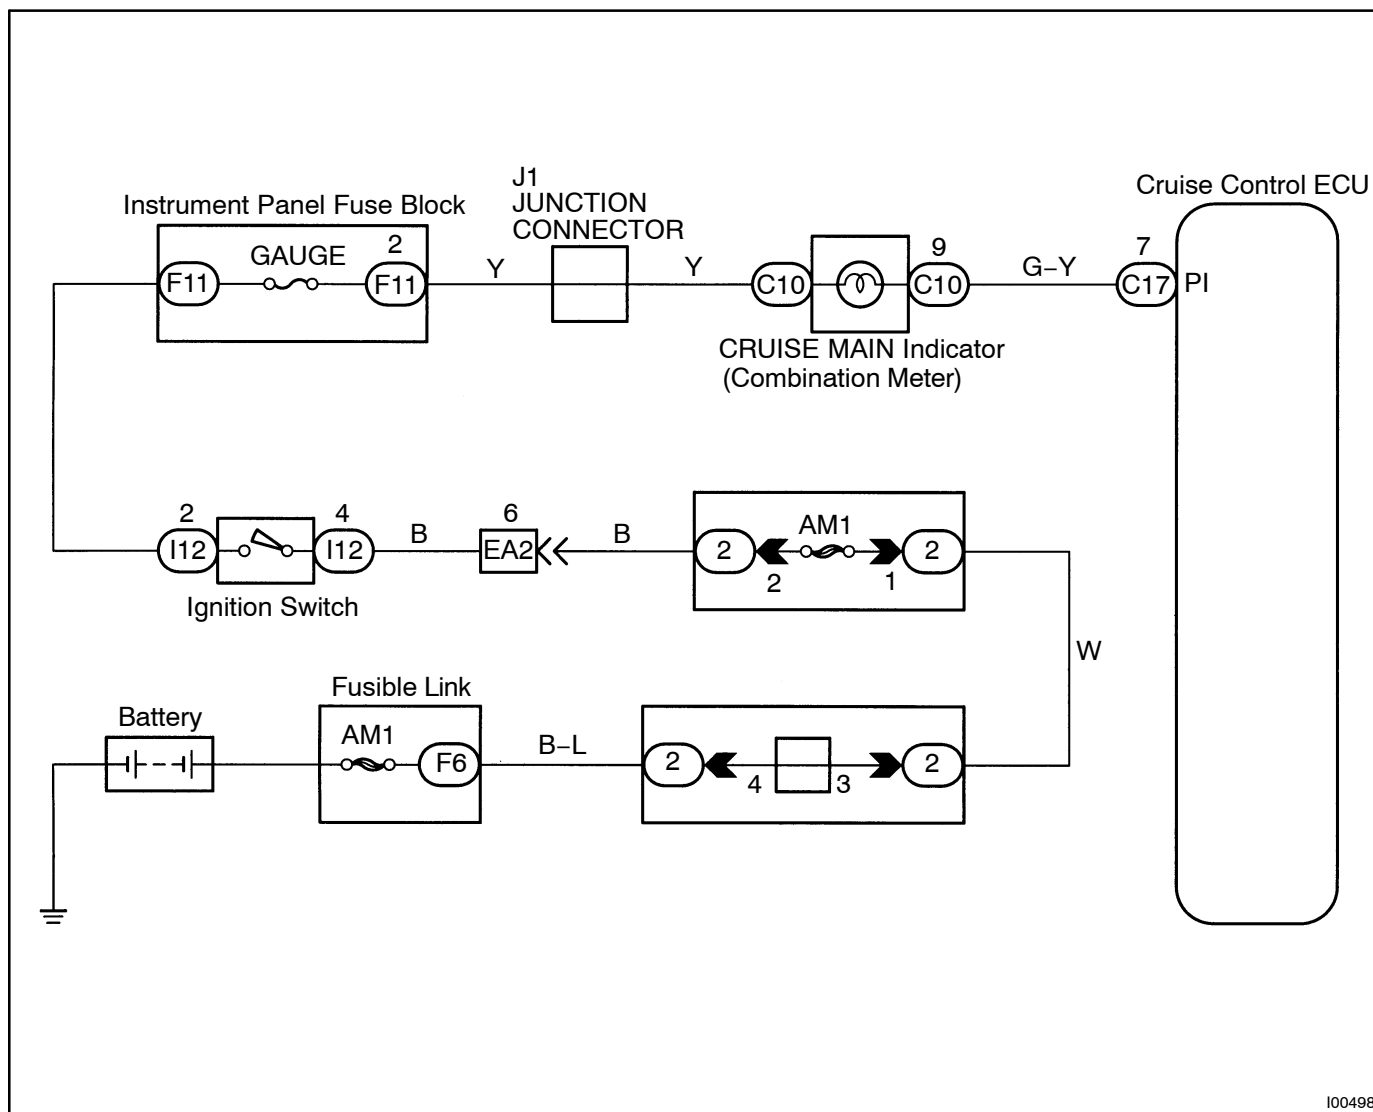 J1
JUNCTION
CONNECTOR
Cruise Control ECU
Instrument Panel Fuse Block
GAUGE
2
F11
F11
Y
Y
C10
9
C10
G–Y
7
C17
PI
CRUISE MAIN Indicator
(Combination Meter)
2
I12
4
I12
B
6
EA2
B
2
2
AM1
1
2
Ignition Switch
W
Battery
Fusible Link
AM1
F6
B–L
2
4
3
2
I00498